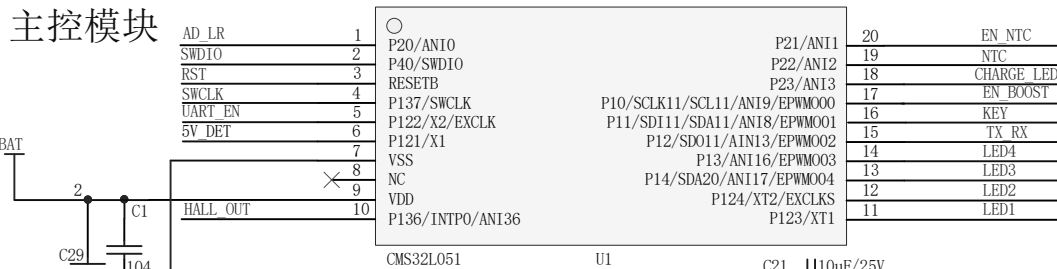 主控模块
AD_LR 1 P20/ANI0 P21/ANI1 20 EN_NTC
SWDIO 2 P40/SWDIO P22/ANI2 19 NTC
RST 3 RESETB P23/ANI3 18 CHARGE_LED
SWCLK 4 P137/SWCLK P10/SCLK11/SCL11/ANI9/EPWMO00 17 EN_BOOST
UART_EN 5 P122/X2/EXCLK P11/SDI11/SDA11/ANI8/EPWMO01 16 KEY
5V_DET 6 P121/X1 P12/SDO11/AIN13/EPWMO02 15 TX_RX
BAT 7 VSS P13/ANI16/EPWMO03 14 LED4
8 NC P14/SDA20/ANI17/EPWMO04 13 LED3
2 9 VDD P124/XT2/EXCLKS 12 LED2
C1 HALL_OUT 10 P136/INTP0/ANI36 P123/XT1 11 LED1
C29 104 CMS32L051 U1 C21 10uF/25V